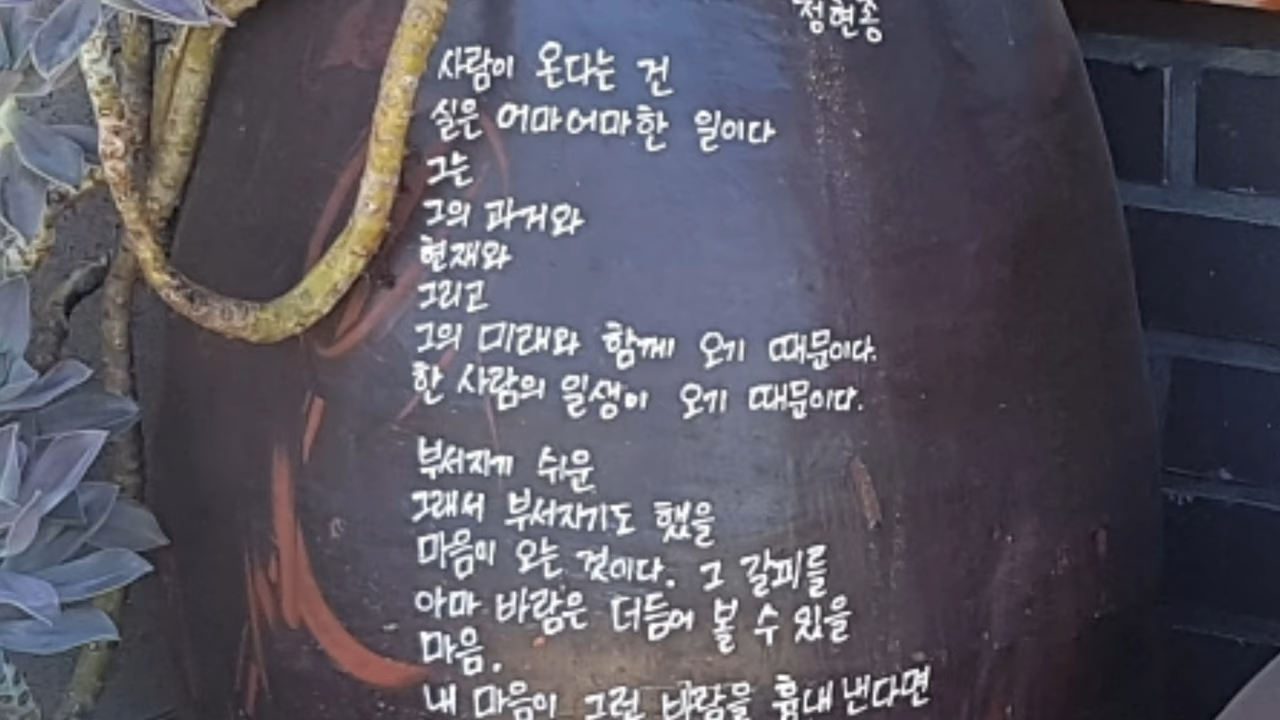 정현종
사람이 온다는 건
실은 어마어마한 일이다
그는
그의 과거와
현재와
그리고
그의 미래와 함께 오기 때문이다.
한 사람의 일생이 오기 때문이다.
부서지기 쉬운
그래서 부서지기도 했을
마음이 오는 것이다. 그 갈피를
아마 바람은 더듬어 볼 수 있을
마음.
내 마음이 그런 바람을 흉내 낸다면